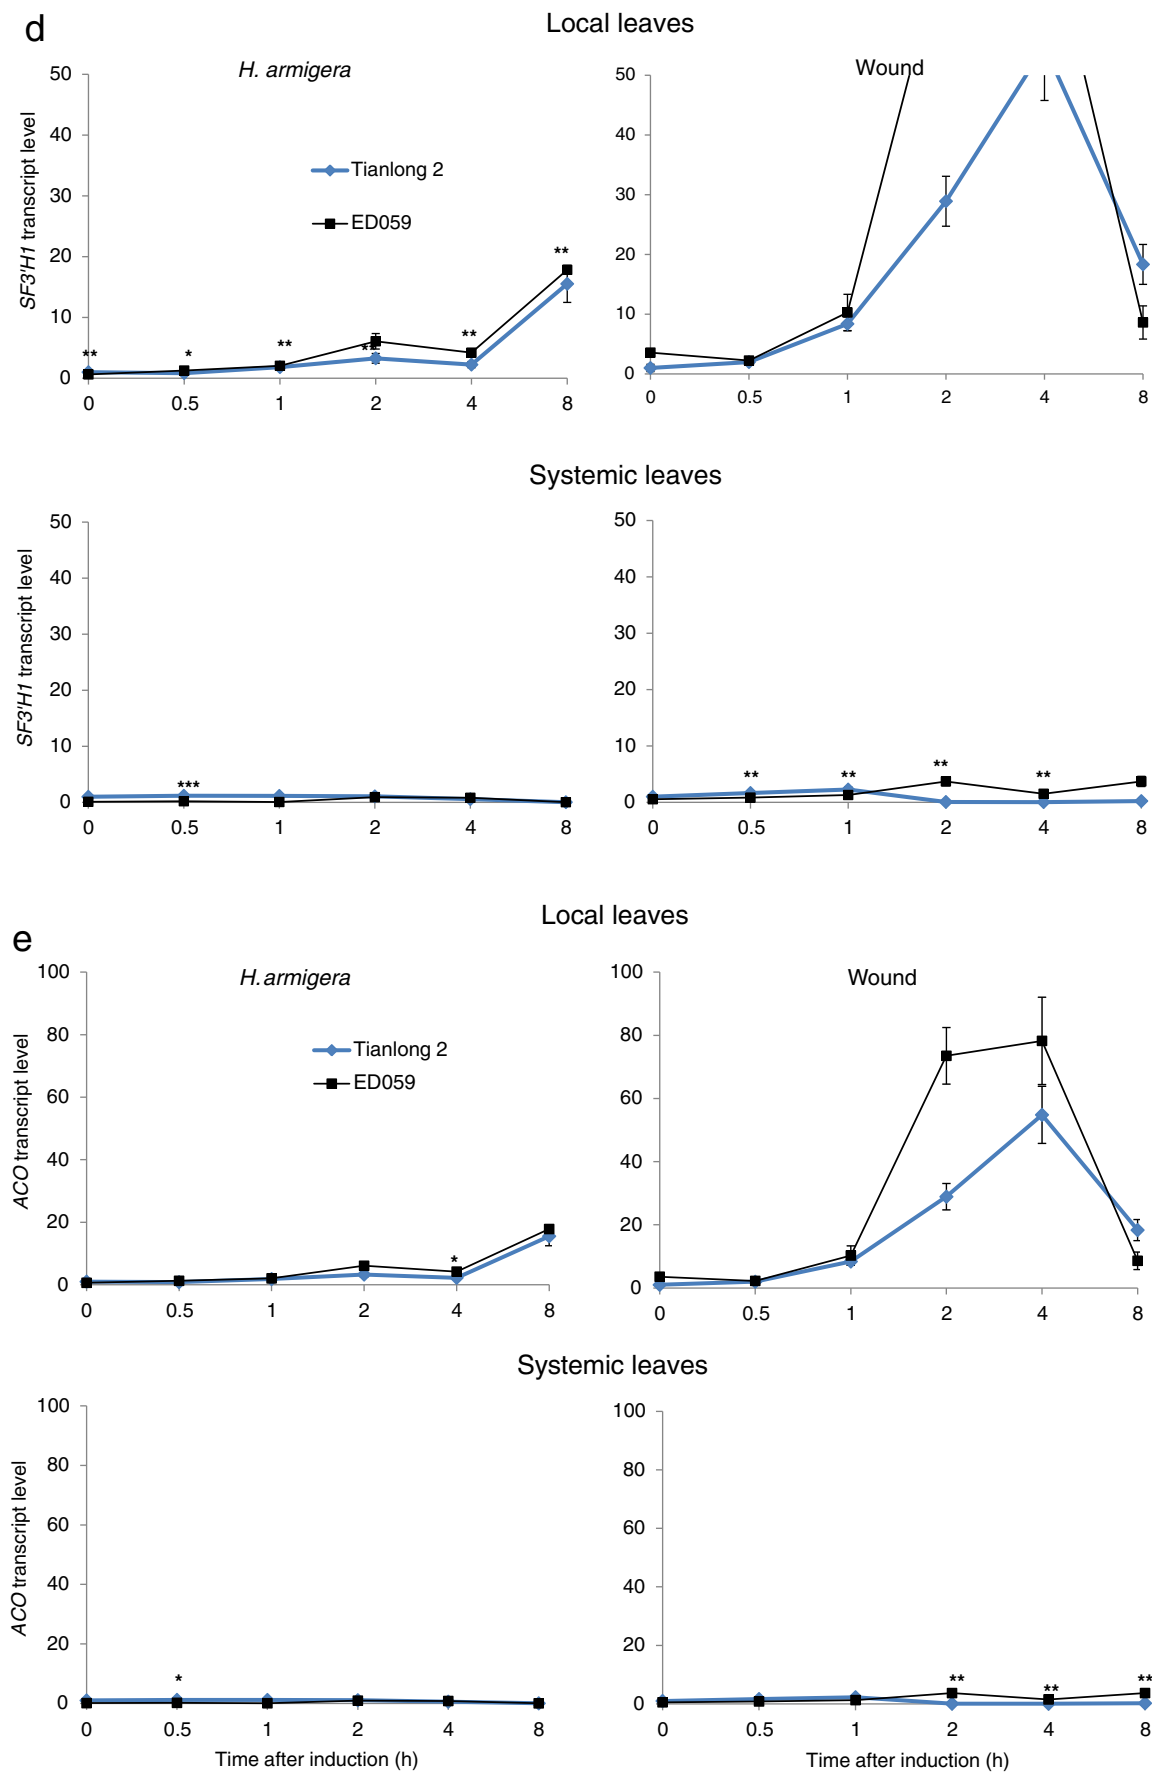 d
Local leaves
H. armigera
Wound
SF3'H1 transcript level
50
40
30
20
10
0
Tianlong 2
ED059
**
*
**
**
**
**
0 0.5 1 2 4 8
50
40
30
20
10
0
0 0.5 1 2 4 8
Systemic leaves
SF3'H1 transcript level
50
40
30
20
10
0
***
0 0.5 1 2 4 8
50
40
30
20
10
0
** ** ** **
0 0.5 1 2 4 8
e
Local leaves
H. armigera
Wound
ACO transcript level
100
80
60
40
20
0
Tianlong 2
ED059
*
0 0.5 1 2 4 8
100
80
60
40
20
0
0 0.5 1 2 4 8
Systemic leaves
ACO transcript level
100
80
60
40
20
0
*
0 0.5 1 2 4 8
Time after induction (h)
100
80
60
40
20
0
** ** **
0 0.5 1 2 4 8
Time after induction (h)